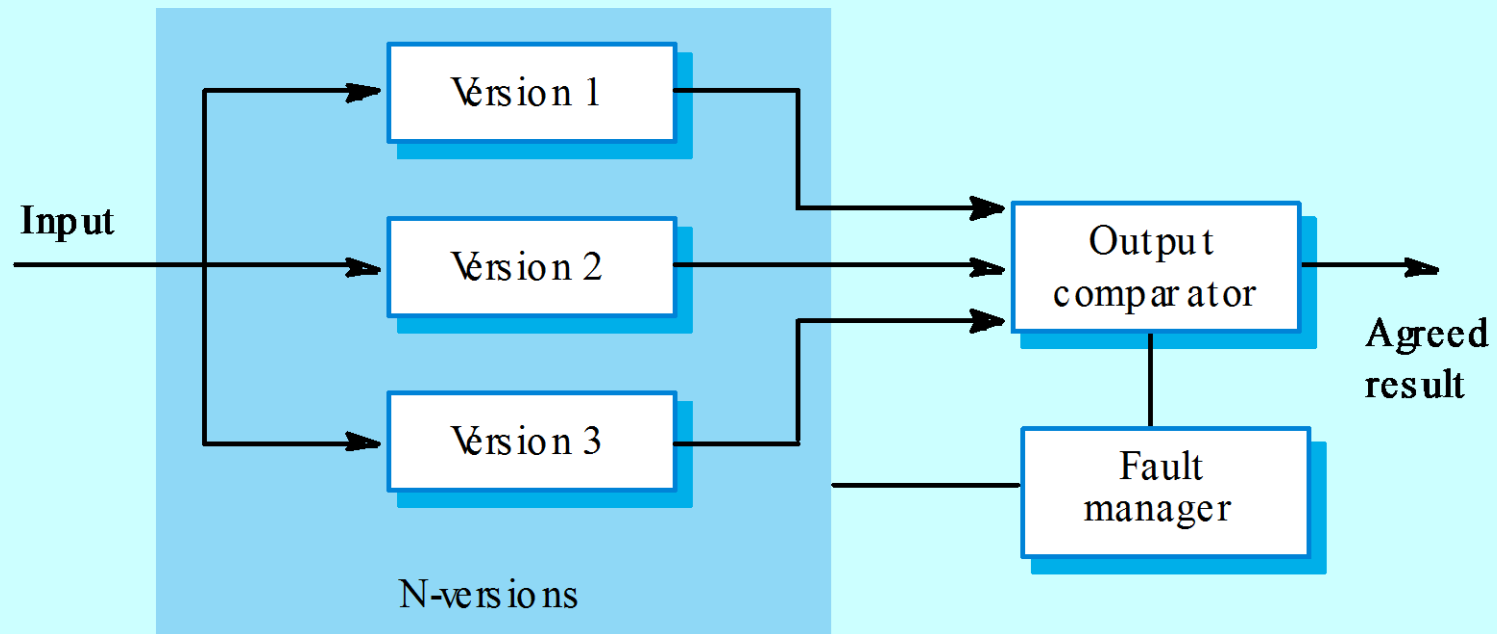 Version 1
Input
Version 2
Output
comparator
Agreed
result
Version 3
Fault
manager
N-versions